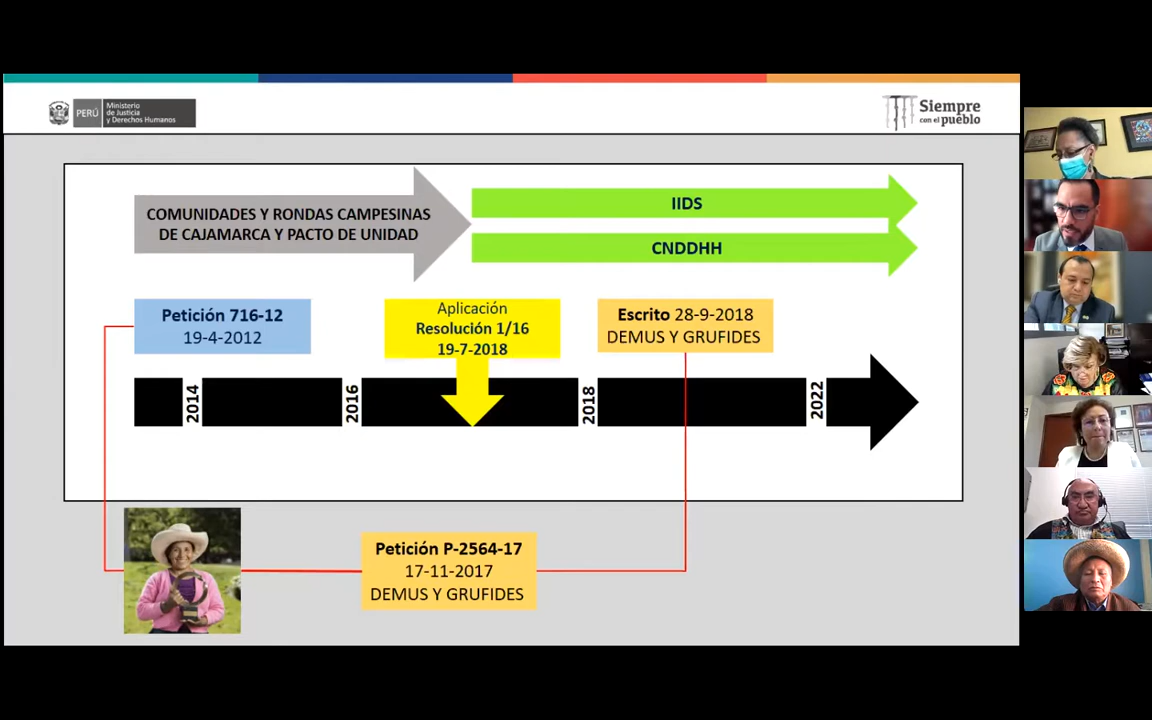 PERÚ
Ministerio
de Justicia
y Derechos Humanos
Siempre
con el pueblo
COMUNIDADES Y RONDAS CAMPESINAS
DE CAJAMARCA Y PACTO DE UNIDAD
IIDS
CNDDHH
Petición 716-12
19-4-2012
Aplicación
Resolución 1/16
19-7-2018
Escrito 28-9-2018
DEMUS Y GRUFIDES
2014
2016
2018
2022
Petición P-2564-17
17-11-2017
DEMUS Y GRUFIDES